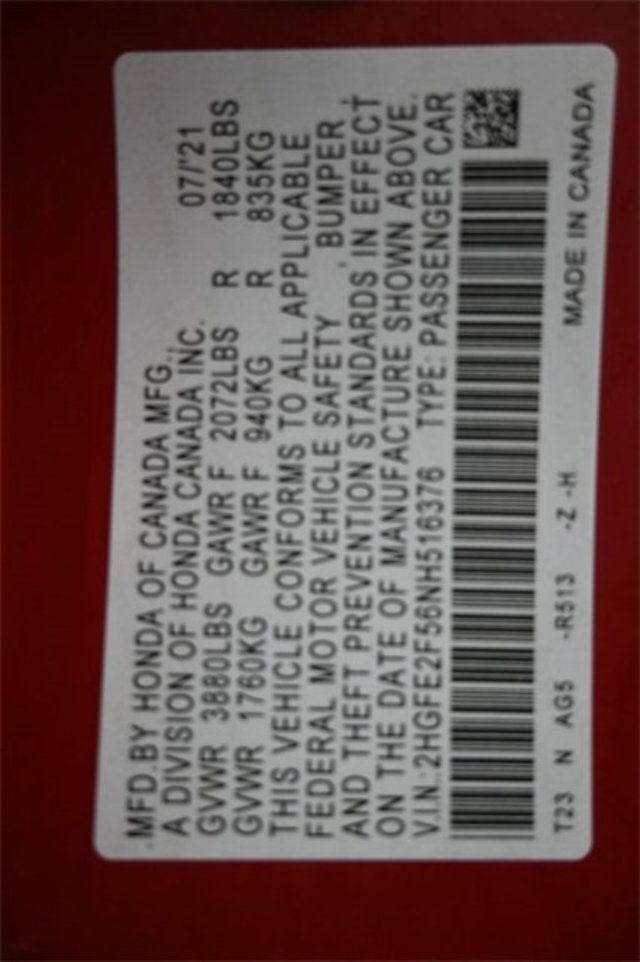 MFD.BY HONDA OF CANADA MFG.,
A DIVISION OF HONDA CANADA INC. 07/'21
GVWR 3880LBS GAWR F 2072LBS R 1840LBS
GVWR 1760KG GAWR F 940KG R 835KG
THIS VEHICLE CONFORMS TO ALL APPLICABLE
FEDERAL MOTOR VEHICLE SAFETY, BUMPER,
AND THEFT PREVENTION STANDARDS IN EFFECT
ON THE DATE OF MANUFACTURE SHOWN ABOVE.
V.I.N.:2HGFE2F56NH516376 TYPE: PASSENGER CAR
T23 N AG5 -R513 -Z -H MADE IN CANADA